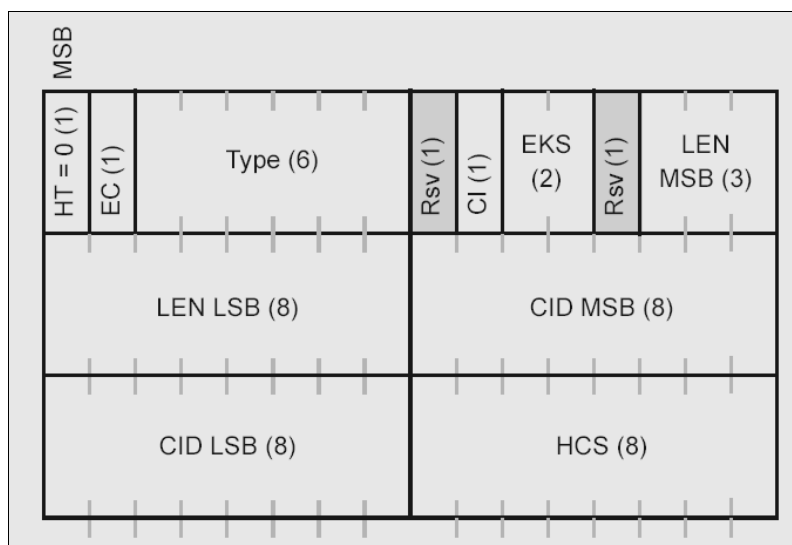 MSB
HT = 0 (1)
EC (1)
Type (6)
Rsv (1)
CI (1)
EKS
(2)
Rsv (1)
LEN
MSB (3)
LEN LSB (8)
CID MSB (8)
CID LSB (8)
HCS (8)